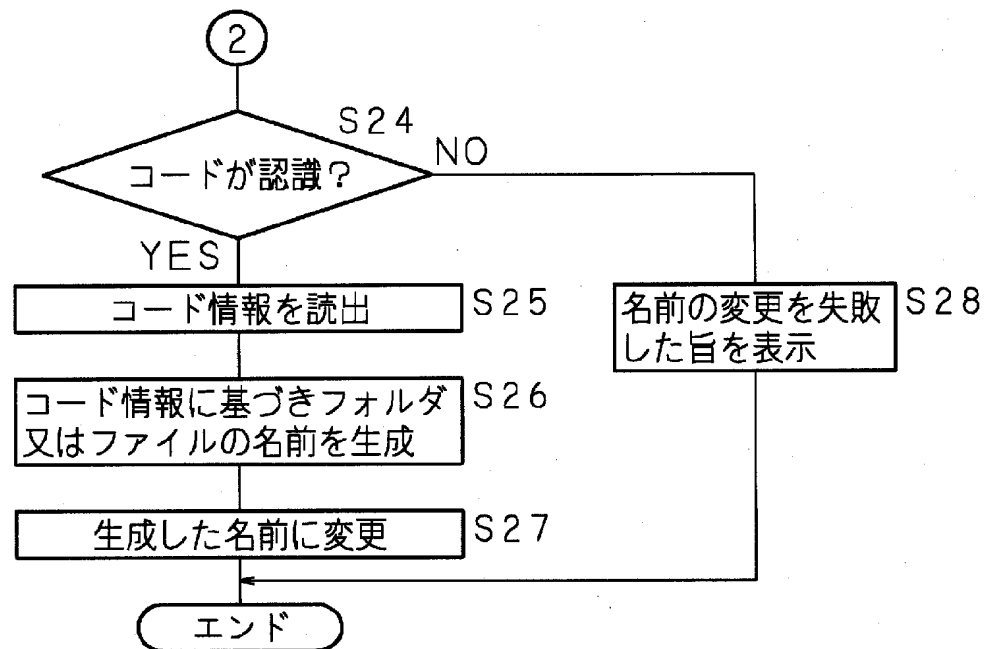 2
S24
コードが認識?
NO
YES
コード情報を読出
S25
名前の変更を失敗
した旨を表示
S28
コード情報に基づきフォルダ
又はファイルの名前を生成
S26
生成した名前に変更
S27
エンド